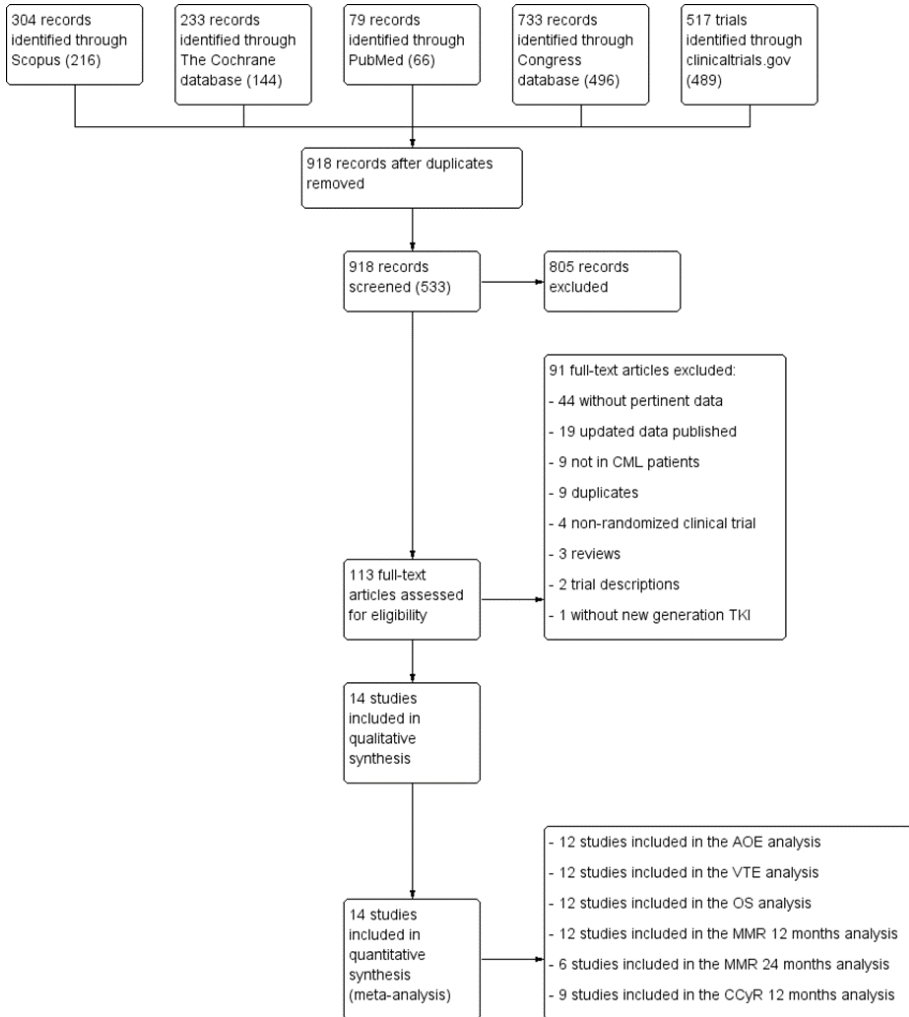 304 records
identified through
Scopus (216)
233 records
identified through
The Cochrane
database (144)
79 records
identified through
PubMed (66)
733 records
identified through
Congress
database (496)
517 trials
identified through
clinicaltrials.gov
(489)
918 records after duplicates
removed
918 records
screened (533)
805 records
excluded
91 full-text articles excluded:
- 44 without pertinent data
- 19 updated data published
- 9 not in CML patients
- 9 duplicates
- 4 non-randomized clinical trial
- 3 reviews
- 2 trial descriptions
- 1 without new generation TKI
113 full-text
articles assessed
for eligibility
14 studies
included in
qualitative
synthesis
14 studies
included in
quantitative
synthesis
(meta-analysis)
- 12 studies included in the AOE analysis
- 12 studies included in the VTE analysis
- 12 studies included in the OS analysis
- 12 studies included in the MMR 12 months analysis
- 6 studies included in the MMR 24 months analysis
- 9 studies included in the CCyR 12 months analysis